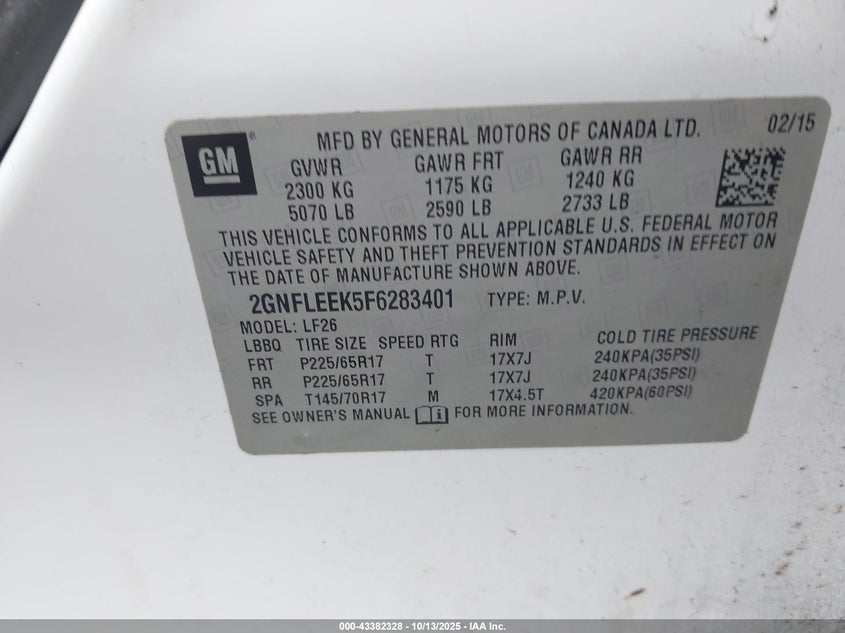 GM ® MFD BY GENERAL MOTORS OF CANADA LTD. 02/15
GVWR GAWR FRT GAWR RR
2300 KG 1175 KG 1240 KG
5070 LB 2590 LB 2733 LB
THIS VEHICLE CONFORMS TO ALL APPLICABLE U.S. FEDERAL MOTOR
VEHICLE SAFETY AND THEFT PREVENTION STANDARDS IN EFFECT ON
THE DATE OF MANUFACTURE SHOWN ABOVE.
2GNFLEEK5F6283401 TYPE: M.P.V.
MODEL: LF26
LBBQ TIRE SIZE SPEED RTG RIM COLD TIRE PRESSURE
FRT P225/65R17 T 17X7J 240KPA(35PSI)
RR P225/65R17 T 17X7J 240KPA(35PSI)
SPA T145/70R17 M 17X4.5T 420KPA(60PSI)
SEE OWNER'S MANUAL FOR MORE INFORMATION.
000-43382328 - 10/13/2025 - IAA Inc.